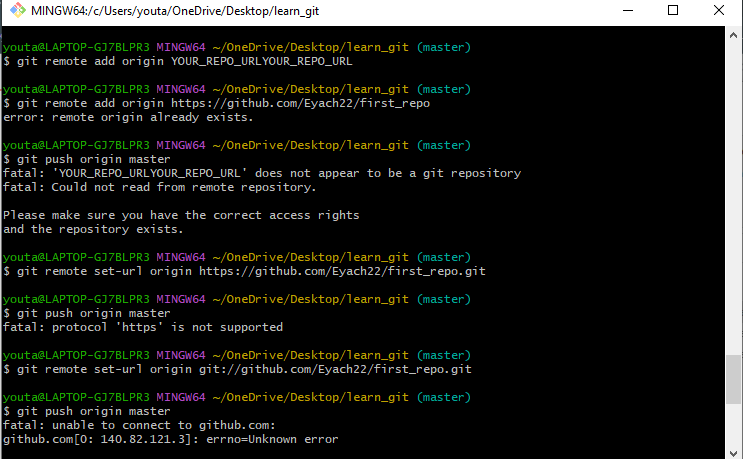 MINGW64:/c/Users/youta/OneDrive/Desktop/learn_git
youta@LAPTOP-GJ7BLPR3 MINGW64 ~/OneDrive/Desktop/learn_git (master)
$ git remote add origin YOUR_REPO_URLYOUR_REPO_URL
youta@LAPTOP-GJ7BLPR3 MINGW64 ~/OneDrive/Desktop/learn_git (master)
$ git remote add origin https://github.com/Eyach22/first_repo
error: remote origin already exists.
youta@LAPTOP-GJ7BLPR3 MINGW64 ~/OneDrive/Desktop/learn_git (master)
$ git push origin master
fatal: 'YOUR_REPO_URLYOUR_REPO_URL' does not appear to be a git repository
fatal: Could not read from remote repository.
Please make sure you have the correct access rights
and the repository exists.
youta@LAPTOP-GJ7BLPR3 MINGW64 ~/OneDrive/Desktop/learn_git (master)
$ git remote set-url origin https://github.com/Eyach22/first_repo.git
youta@LAPTOP-GJ7BLPR3 MINGW64 ~/OneDrive/Desktop/learn_git (master)
$ git push origin master
fatal: protocol 'https' is not supported
youta@LAPTOP-GJ7BLPR3 MINGW64 ~/OneDrive/Desktop/learn_git (master)
$ git remote set-url origin git://github.com/Eyach22/first_repo.git
youta@LAPTOP-GJ7BLPR3 MINGW64 ~/OneDrive/Desktop/learn_git (master)
$ git push origin master
fatal: unable to connect to github.com:
github.com[0: 140.82.121.3]: errno=Unknown error